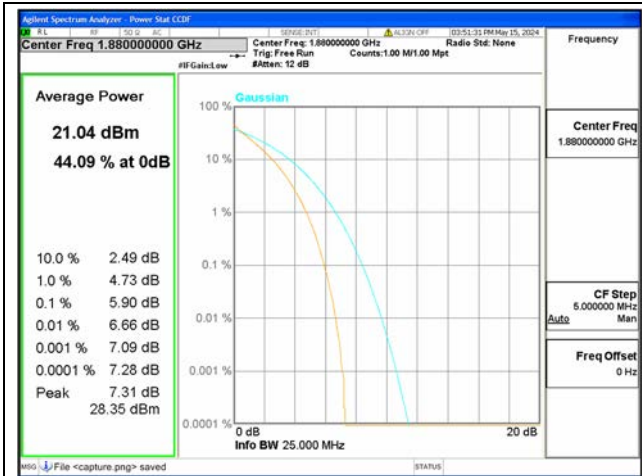 Agilent Spectrum Analyzer - Power Stat CCDF
RL RF 50 Ω AC SENSE:INT ALIGN OFF 03:51:31 PM May 15, 2024
Center Freq 1.880000000 GHz
Center Freq: 1.880000000 GHz Radio Std: None
Trig: Free Run Counts:1.00 M/1.00 Mpt
#IFGain:Low #Atten: 12 dB
Frequency
Average Power
21.04 dBm
44.09 % at 0dB
10.0 % 2.49 dB
1.0 % 4.73 dB
0.1 % 5.90 dB
0.01 % 6.66 dB
0.001 % 7.09 dB
0.0001 % 7.28 dB
Peak 7.31 dB
28.35 dBm
Gaussian
100 %
10 %
1 %
0.1 %
0.01 %
0.001 %
0.0001 %
0 dB 20 dB
Info BW 25.000 MHz
Center Freq
1.880000000 GHz
CF Step
5.000000 MHz
Auto Man
Freq Offset
0 Hz
MSG File <capture.png> saved STATUS